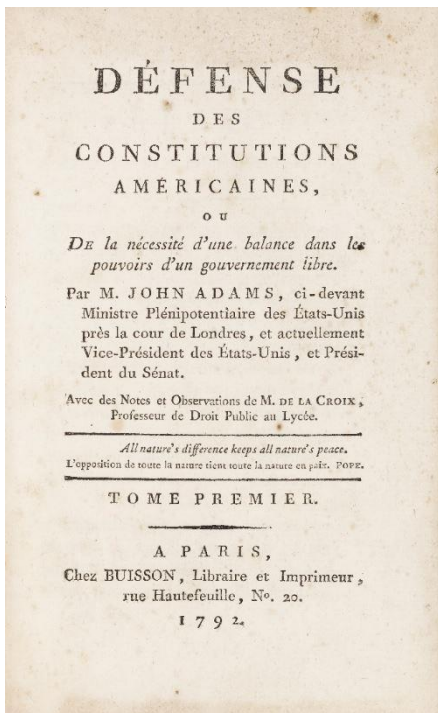 DÉFENSE
DES
CONSTITUTIONS
AMÉRICAINES,
OU
DE la nécessité d'une balance dans les
pouvoirs d'un gouvernement libre.
Par M. JOHN ADAMS, ci-devant
Ministre Plénipotentiaire des États-Unis
près la cour de Londres, et actuellement
Vice-Président des États-Unis, et Prési-
dent du Sénat.
Avec des Notes et Observations de M. DE LA CROIX,
Professeur de Droit Public au Lycée.
All nature's difference keeps all nature's peace.
L'opposition de toute la nature tient toute la nature en paix. POPE.
TOME PREMIER.
A PARIS,
Chez BUISSON, Libraire et Imprimeur,
rue Hautefeuille, No. 20.
1792.